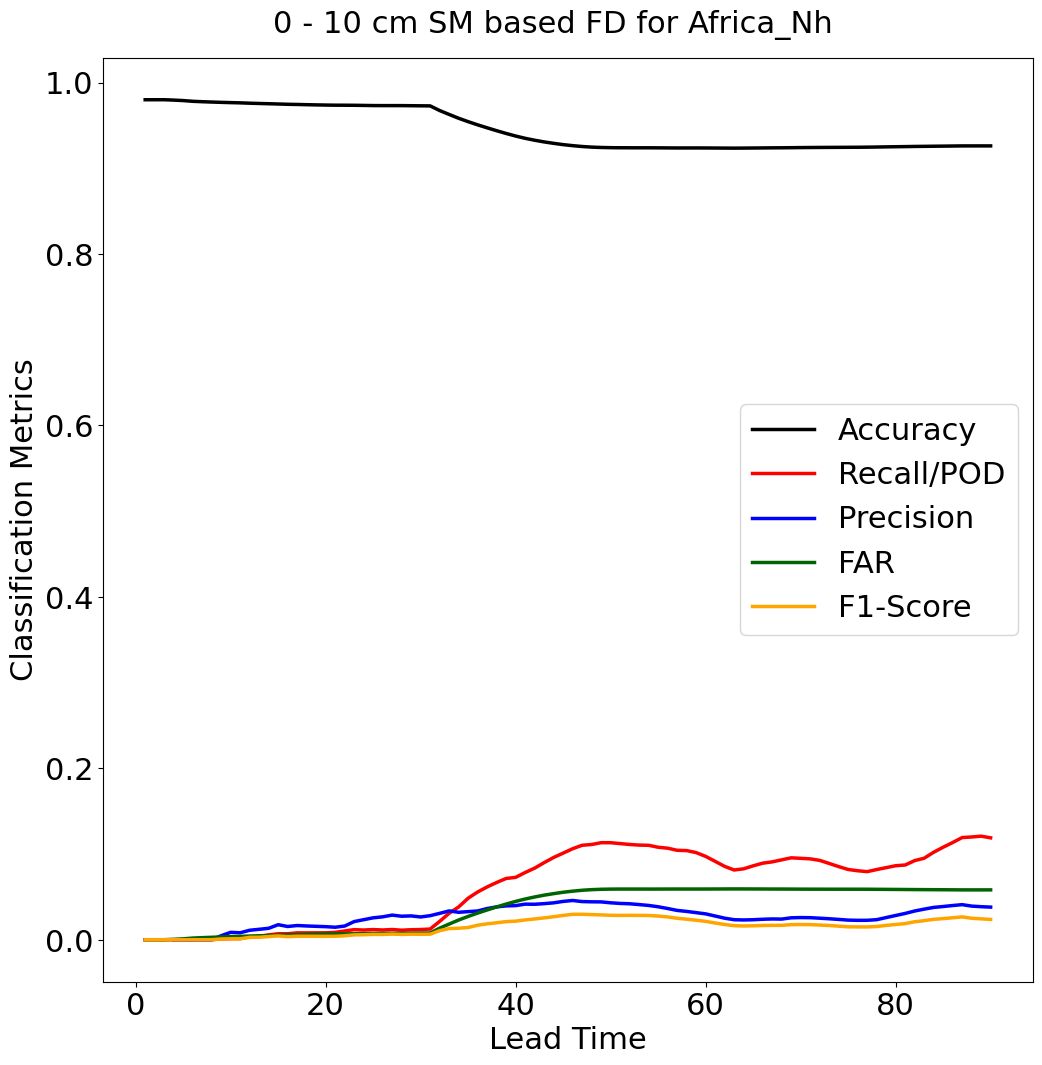 0 - 10 cm SM based FD for Africa_Nh
1.0
0.8
0.6
0.4
0.2
0.0
Classification Metrics
Accuracy
Recall/POD
Precision
FAR
F1-Score
0 20 40 60 80
Lead Time